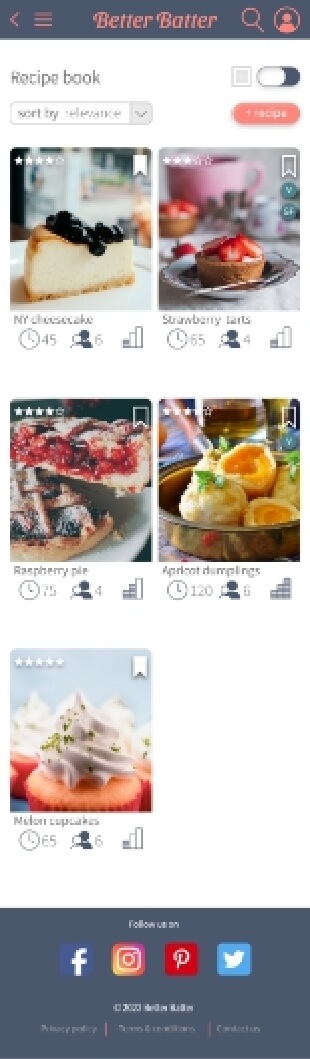 Better Batter
Recipe book
sort by relevance
+ recipe
V
GF
NY cheesecake
Strawberry tarts
45 6
65 4
V
Raspberry pie
Apricot dumplings
75 4
120 6
Melon cupcakes
65 6
Follow us on
© 2022 Better Batter
Privacy policy | Terms & conditions | Contact us